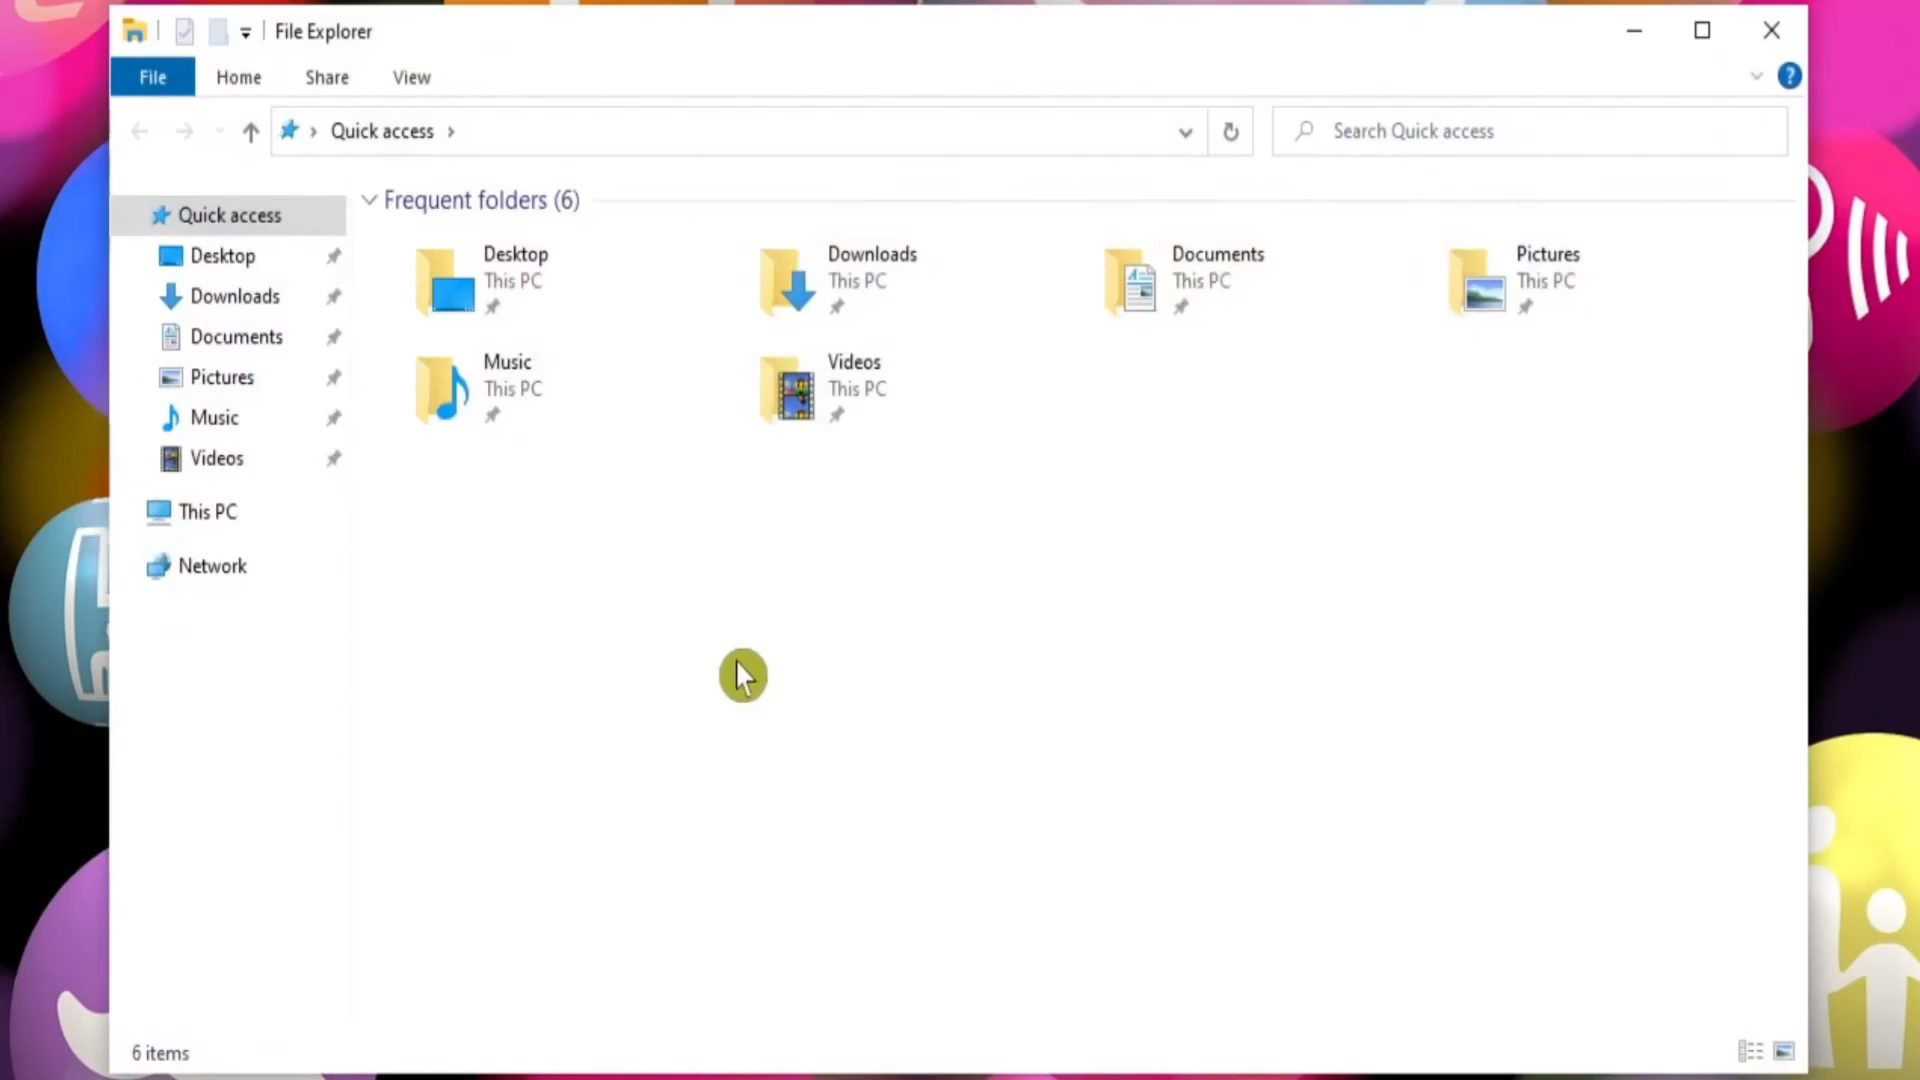 File Explorer
File Home Share View
Quick access
Search Quick access
Quick access
Desktop
Downloads
Documents
Pictures
Music
Videos
This PC
Network
Frequent folders (6)
Desktop
This PC
Downloads
This PC
Documents
This PC
Pictures
This PC
Music
This PC
Videos
This PC
6 items